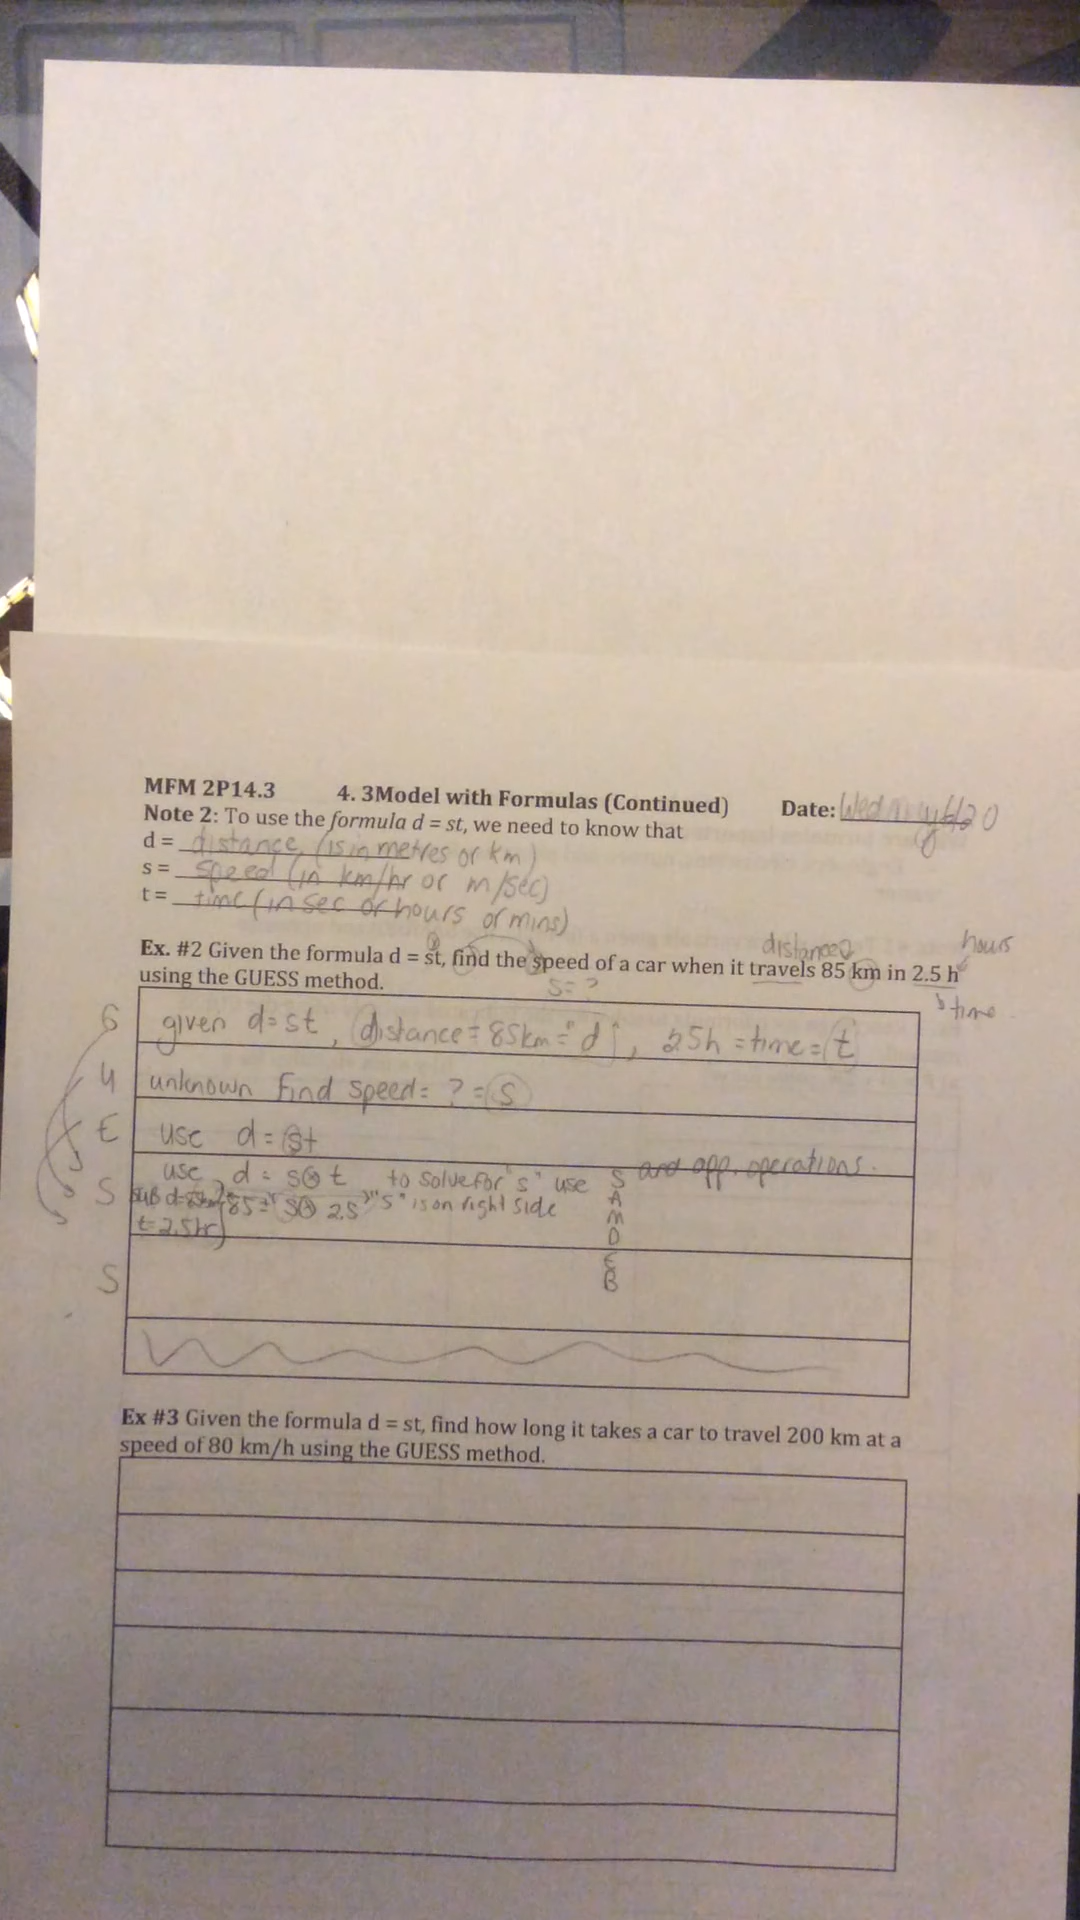 MFM 2P14.3 4. 3Model with Formulas (Continued) Date: Wed
Note 2: To use the formula d = st, we need to know that
d = distance (is in metres or km)
s = speed (in km/hr or m/sec)
t = time (in sec or hours or mins)
distance hours
Ex. #2 Given the formula d = st, find the speed of a car when it travels 85 km in 2.5 h
using the GUESS method. s = ? time
G given d=st, distance = 85km = "d", 2.5h = time = t
U unknown Find speed = ? = s
E use d = st
S use d = s⊗t to solve for "s" use S and opp. operations.
sub d=85km 85 = s⊗ 2.5 "s" is on right side A
t=2.5hr M
D
S E
B
Ex #3 Given the formula d = st, find how long it takes a car to travel 200 km at a
speed of 80 km/h using the GUESS method.